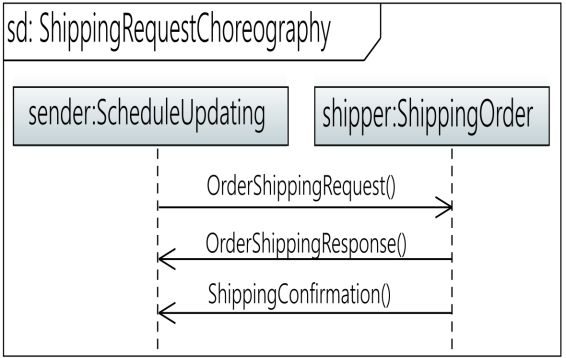 sd: ShippingRequestChoreography
sender:ScheduleUpdating
shipper:ShippingOrder
OrderShippingRequest()
OrderShippingResponse()
ShippingConfirmation()